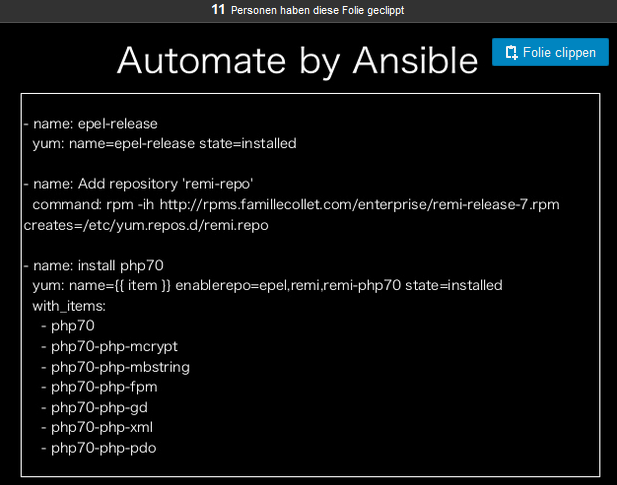 11 Personen haben diese Folie geclippt
Automate by Ansible
Folie clippen
- name: epel-release
yum: name=epel-release state=installed
- name: Add repository 'remi-repo'
command: rpm -ih http://rpms.famillecollet.com/enterprise/remi-release-7.rpm
creates=/etc/yum.repos.d/remi.repo
- name: install php70
yum: name={{ item }} enablerepo=epel,remi,remi-php70 state=installed
with_items:
- php70
- php70-php-mcrypt
- php70-php-mbstring
- php70-php-fpm
- php70-php-gd
- php70-php-xml
- php70-php-pdo